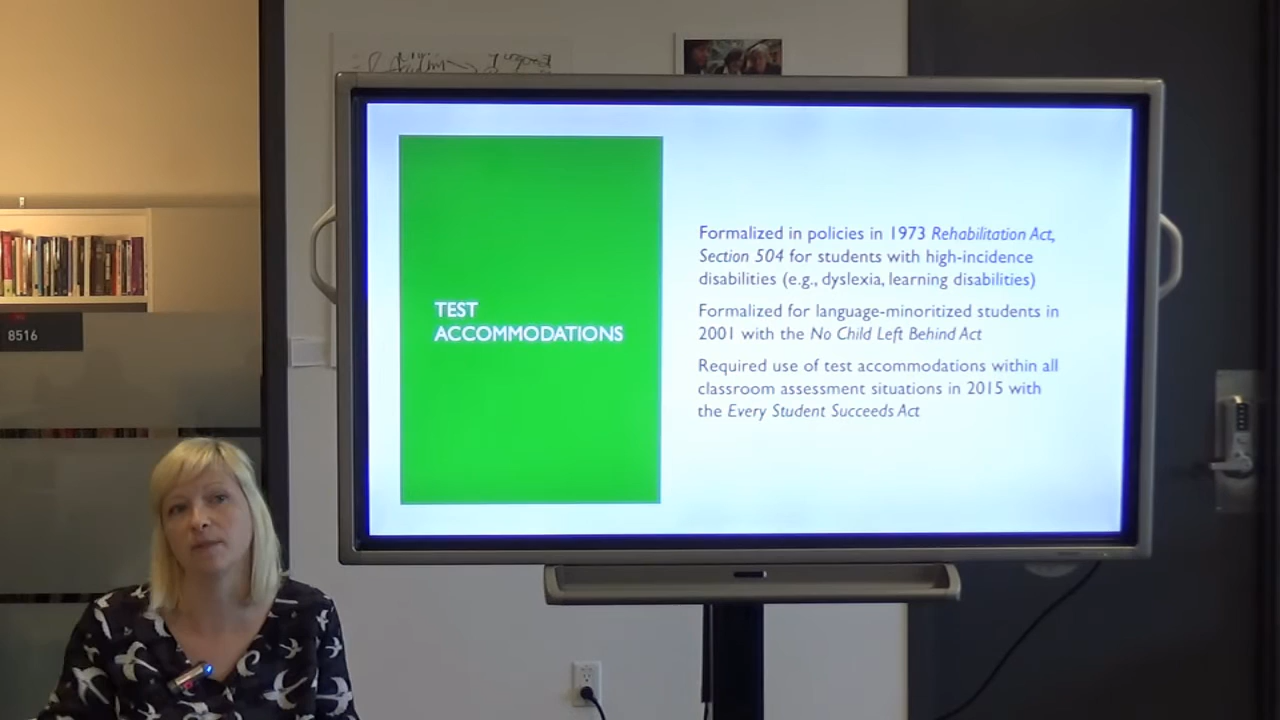 TEST
ACCOMMODATIONS
Formalized in policies in 1973 Rehabilitation Act,
Section 504 for students with high-incidence
disabilities (e.g., dyslexia, learning disabilities)
Formalized for language-minoritized students in
2001 with the No Child Left Behind Act
Required use of test accommodations within all
classroom assessment situations in 2015 with
the Every Student Succeeds Act
8516